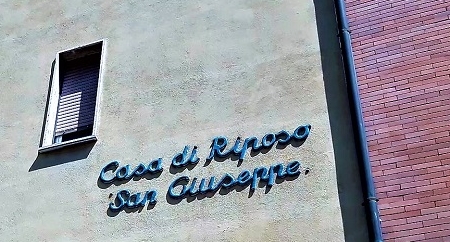 Casa di Riposo
San Giuseppe.